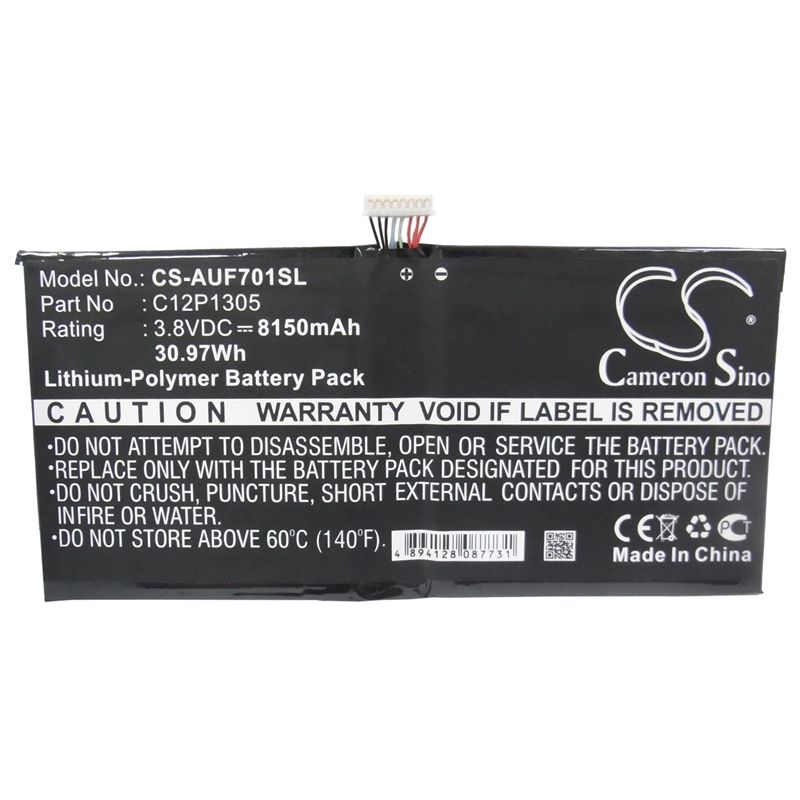 Model No.: CS-AUF701SL
Part No : C12P1305
Rating : 3.8VDC 8150mAh
30.97Wh
Lithium-Polymer Battery Pack
CS
Cameron Sino
CAUTION WARRANTY VOID IF LABEL IS REMOVED
•DO NOT ATTEMPT TO DISASSEMBLE, OPEN OR SERVICE THE BATTERY PACK.
•REPLACE ONLY WITH THE BATTERY PACK DESIGNATED FOR THIS PRODUCT.
•DO NOT CRUSH, PUNCTURE, SHORT EXTERNAL CONTACTS OR DISPOSE
INFIRE OR WATER.
•DO NOT STORE ABOVE 60°C (140°F).
4 894128 087731
CE PCT
Made In China